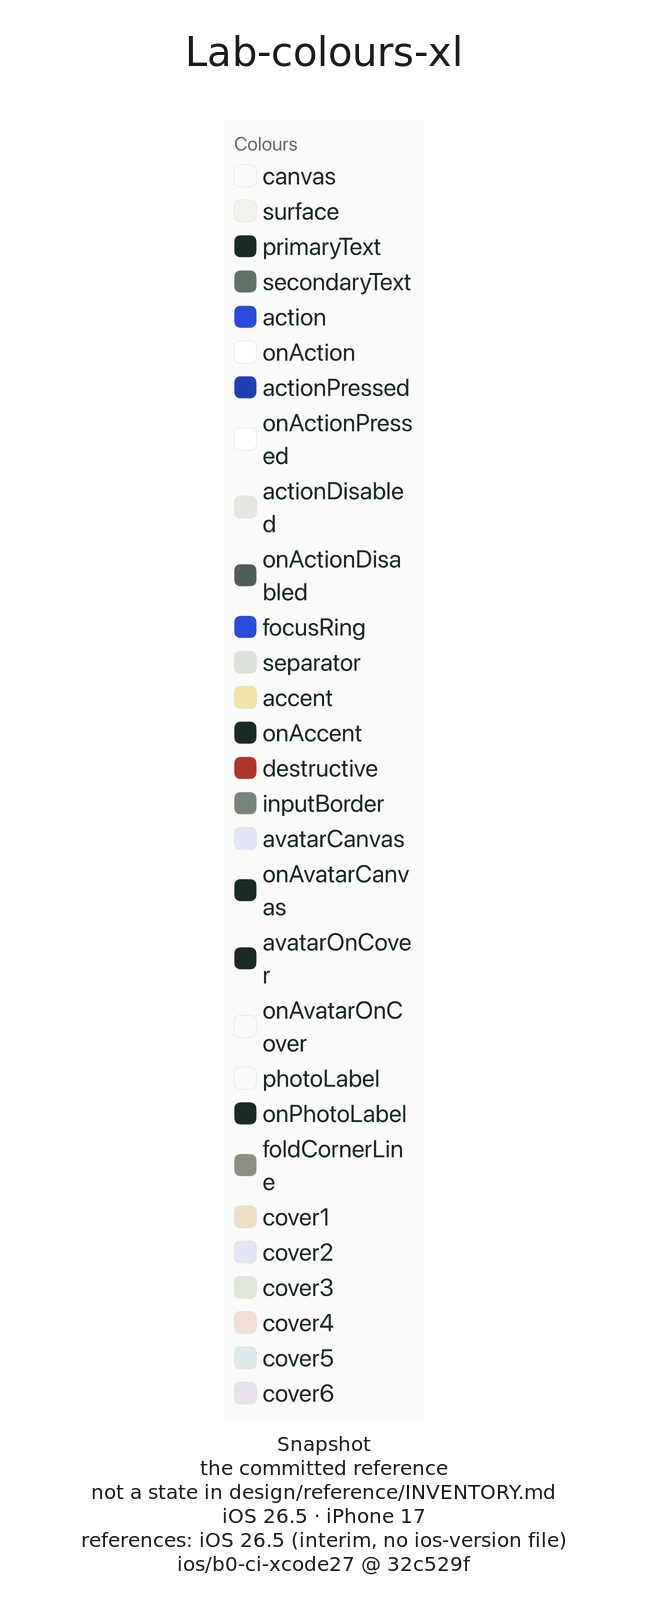 Lab-colours-xl
Colours
canvas
surface
primaryText
secondaryText
action
onAction
actionPressed
onActionPress
ed
actionDisable
d
onActionDisa
bled
focusRing
separator
accent
onAccent
destructive
inputBorder
avatarCanvas
onAvatarCanv
as
avatarOnCove
r
onAvatarOnC
over
photoLabel
onPhotoLabel
foldCornerLin
e
cover1
cover2
cover3
cover4
cover5
cover6
Snapshot
the committed reference
not a state in design/reference/INVENTORY.md
iOS 26.5 · iPhone 17
references: iOS 26.5 (interim, no ios-version file)
ios/b0-ci-xcode27 @ 32c529f